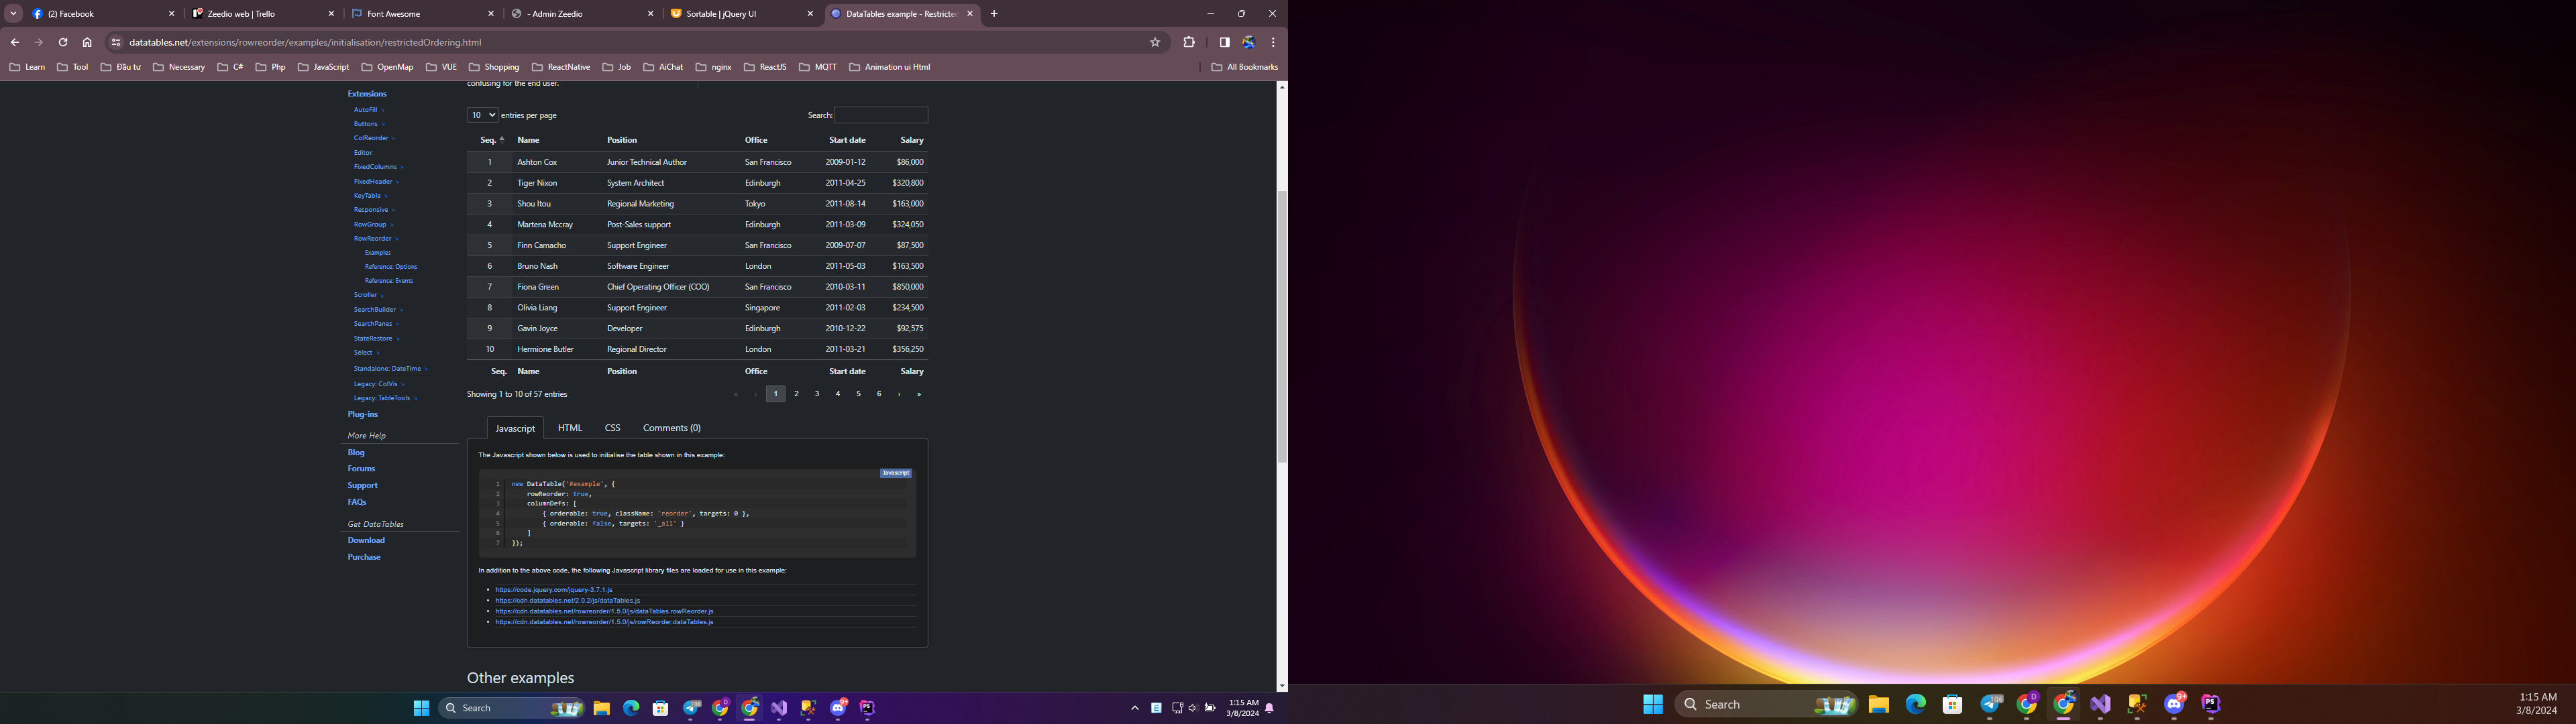 (2) Facebook
Zeedio web | Trello
Font Awesome
- Admin Zeedio
Sortable | jQuery UI
DataTables example - Restricted
datatables.net/extensions/rowreorder/examples/initialisation/restrictedOrdering.html
Learn Tool Đầu tư Necessary C# Php JavaScript OpenMap VUE Shopping ReactNative Job AiChat nginx ReactJS MQTT Animation ui Html All Bookmarks
Extensions
AutoFill
Buttons
ColReorder
Editor
FixedColumns
FixedHeader
KeyTable
Responsive
RowGroup
RowReorder
Examples
Reference: Options
Reference: Events
Scroller
SearchBuilder
SearchPanes
StateRestore
Select
Standalone: DateTime
Legacy: ColVis
Legacy: TableTools
Plug-ins
More Help
Blog
Forums
Support
FAQs
Get DataTables
Download
Purchase
confusing for the end user.
10 entries per page Search:
Seq. Name Position Office Start date Salary
1 Ashton Cox Junior Technical Author San Francisco 2009-01-12 $86,000
2 Tiger Nixon System Architect Edinburgh 2011-04-25 $320,800
3 Shou Itou Regional Marketing Tokyo 2011-08-14 $163,000
4 Martena Mccray Post-Sales support Edinburgh 2011-03-09 $324,050
5 Finn Camacho Support Engineer San Francisco 2009-07-07 $87,500
6 Bruno Nash Software Engineer London 2011-05-03 $163,500
7 Fiona Green Chief Operating Officer (COO) San Francisco 2010-03-11 $850,000
8 Olivia Liang Support Engineer Singapore 2011-02-03 $234,500
9 Gavin Joyce Developer Edinburgh 2010-12-22 $92,575
10 Hermione Butler Regional Director London 2011-03-21 $356,250
Seq. Name Position Office Start date Salary
Showing 1 to 10 of 57 entries « ‹ 1 2 3 4 5 6 › »
Javascript HTML CSS Comments (0)
The Javascript shown below is used to initialise the table shown in this example:
Javascript
1 new DataTable('#example', {
2 rowReorder: true,
3 columnDefs: [
4 { orderable: true, className: 'reorder', targets: 0 },
5 { orderable: false, targets: '_all' }
6 ]
7 });
In addition to the above code, the following Javascript library files are loaded for use in this example:
• https://code.jquery.com/jquery-3.7.1.js
• https://cdn.datatables.net/2.0.2/js/dataTables.js
• https://cdn.datatables.net/rowreorder/1.5.0/js/dataTables.rowReorder.js
• https://cdn.datatables.net/rowreorder/1.5.0/js/rowReorder.dataTables.js
Other examples
Search
1:15 AM
3/8/2024
Search
1:15 AM
3/8/2024